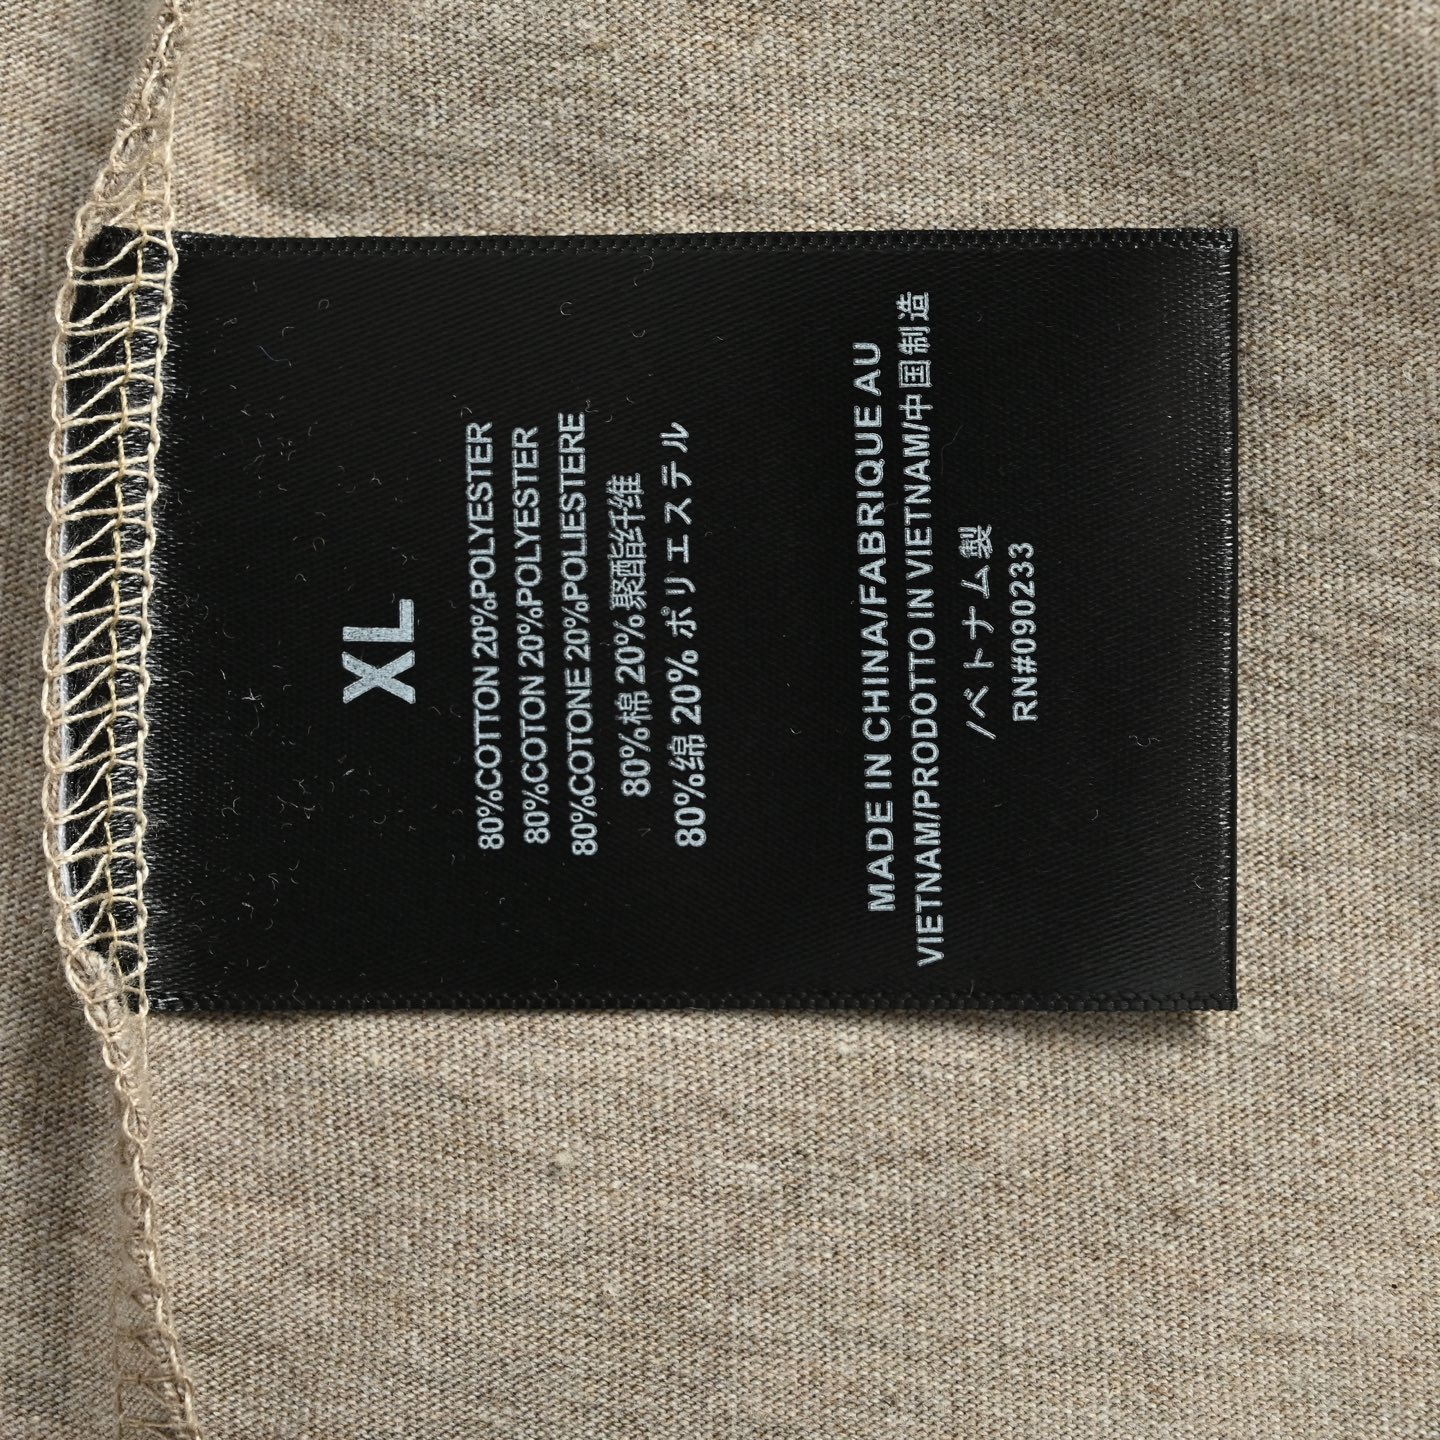 XL
80%COTTON 20%POLYESTER
80%COTON 20%POLYESTER
80%COTONE 20%POLIESTERE
80%棉 20%聚酯纤维
80%绵 20% ポリエステル
MADE IN CHINA/FABRIQUE AU
VIETNAM/PRODOTTO IN VIETNAM/中国制造
/ベトナム製
RN#090233